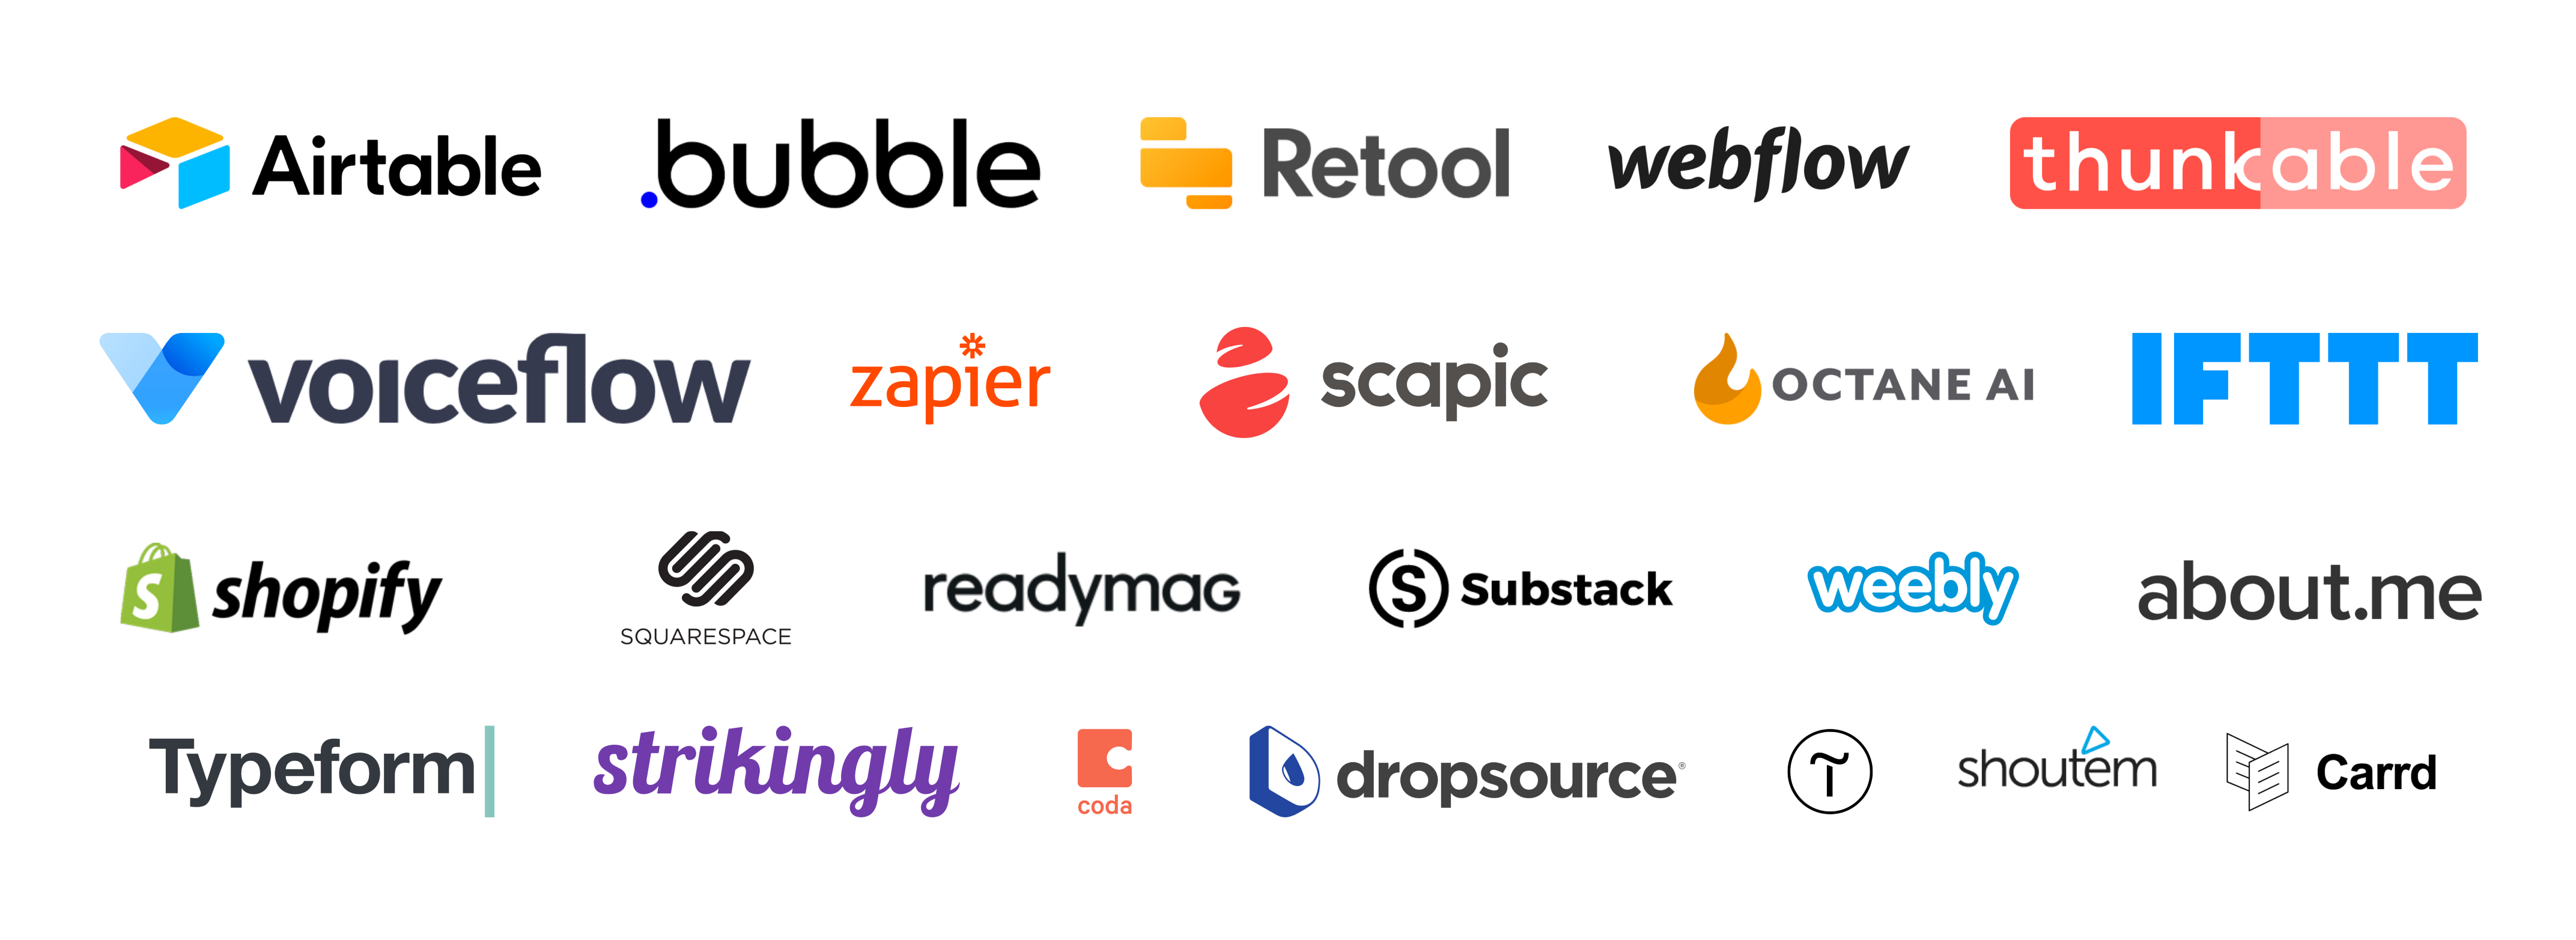 Airtable .bubble Retool webflow thunkable
voiceflow zapier scapic OCTANE AI IFTTT
S shopify SQUARESPACE readymag S Substack weebly about.me
Typeform strikingly coda dropsource® T shoutem Carrd